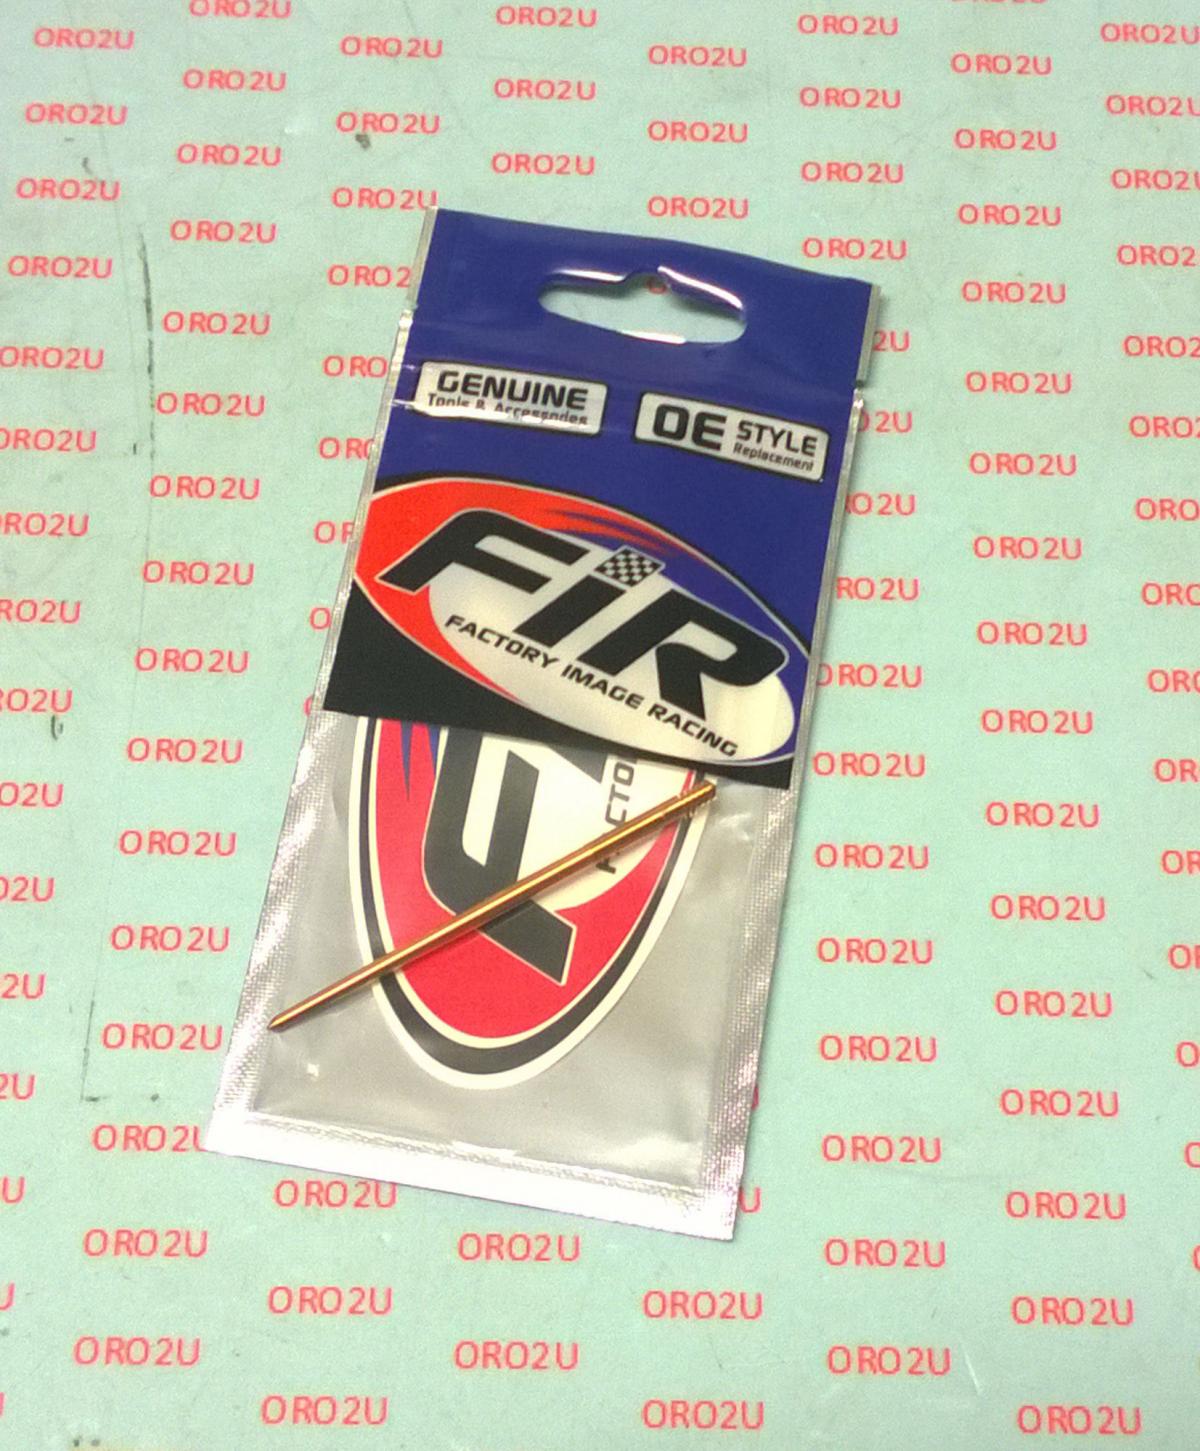 GENUINE
Tools & Accessories
OE STYLE
Replacement
FiR
FACTORY IMAGE RACING
ORO2U